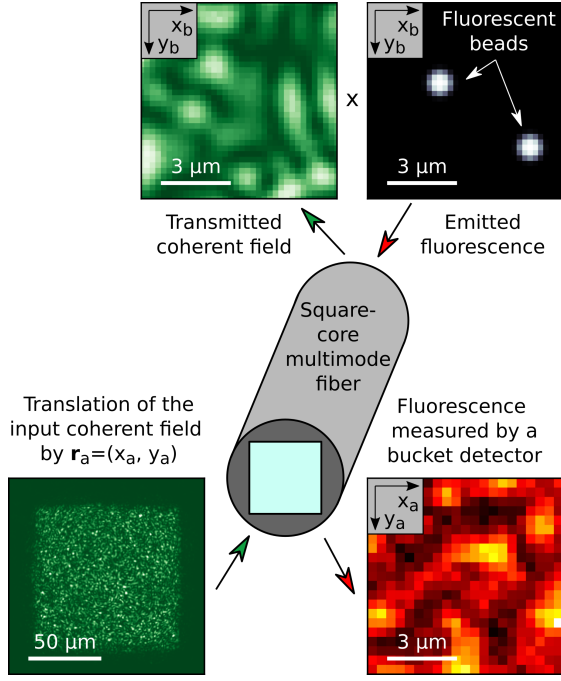 x_b
y_b
x
x_b
y_b
Fluorescent
beads
3 μm
3 μm
Transmitted
coherent field
Emitted
fluorescence
Square-
core
multimode
fiber
Translation of the
input coherent field
by r_a=(x_a, y_a)
Fluorescence
measured by a
bucket detector
x_a
y_a
50 μm
3 μm